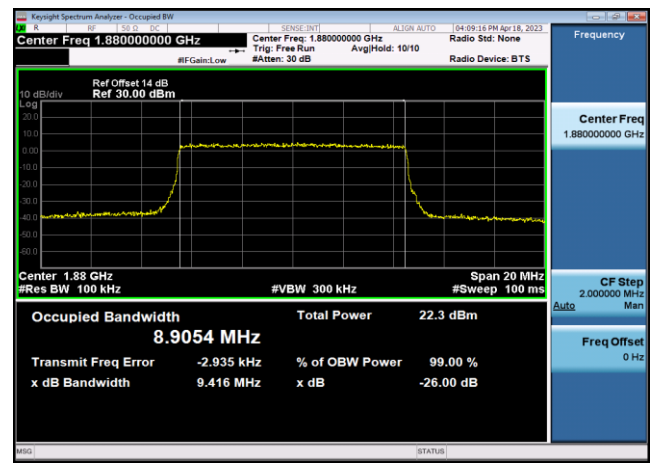 Keysight Spectrum Analyzer - Occupied BW
R RF 50 Ω DC SENSE:INT ALIGN AUTO 04:09:16 PM Apr 18, 2023
Center Freq 1.880000000 GHz
Center Freq: 1.880000000 GHz
Radio Std: None
Trig: Free Run Avg|Hold: 10/10
#IFGain:Low
#Atten: 30 dB
Radio Device: BTS
Ref Offset 14 dB
10 dB/div Ref 30.00 dBm
Log
20.0
10.0
0.00
-10.0
-20.0
-30.0
-40.0
-50.0
-60.0
Center 1.88 GHz Span 20 MHz
#Res BW 100 kHz #VBW 300 kHz #Sweep 100 ms
Occupied Bandwidth Total Power 22.3 dBm
8.9054 MHz
Transmit Freq Error -2.935 kHz % of OBW Power 99.00 %
x dB Bandwidth 9.416 MHz x dB -26.00 dB
MSG STATUS
Frequency
Center Freq
1.880000000 GHz
CF Step
2.000000 MHz
Auto Man
Freq Offset
0 Hz